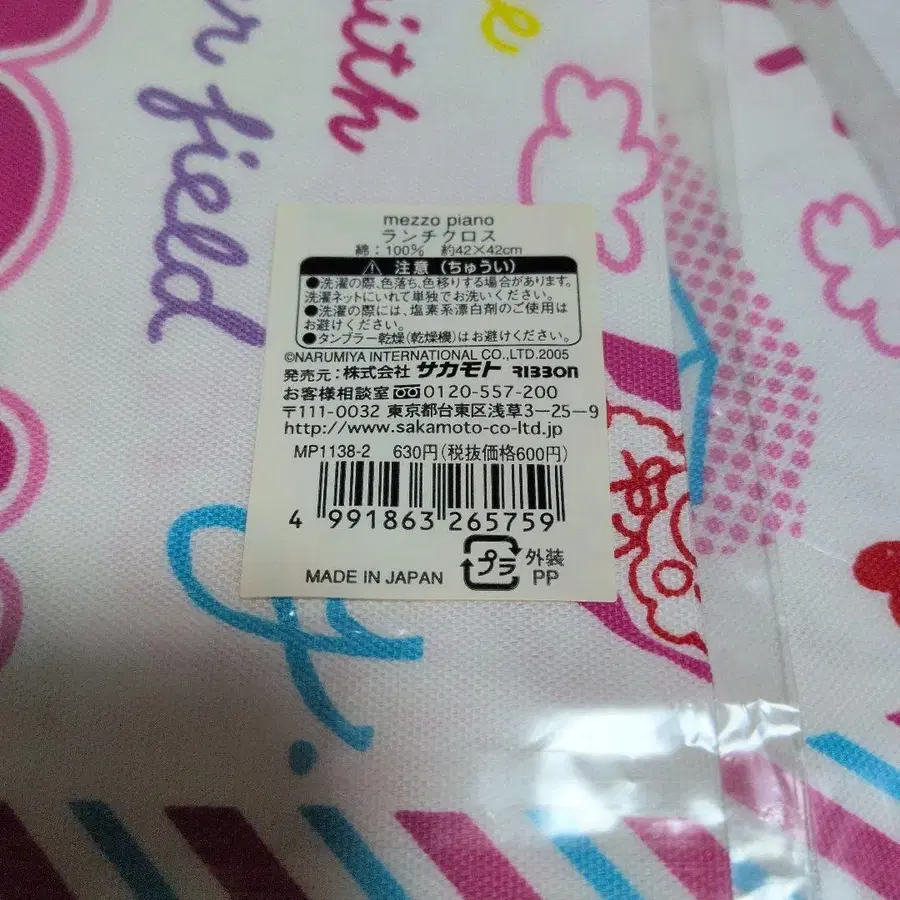 r field
with
e
y.
mezzo piano
ランチクロス
綿:100% 約42×42cm
注意(ちゅうい)
●洗濯の際、色落ち、色移りする場合があります。
洗濯ネットにいれて単独でお洗いください。
●洗濯の際には、塩素系漂白剤のご使用は
お避けください。
●タンブラー乾燥(乾燥機)はお避けください。
©NARUMIYA INTERNATIONAL CO.,LTD.2005
発売元:株式会社 サカモト RIBBON
お客様相談室 0120-557-200
〒111-0032 東京都台東区浅草3-25-9
http://www.sakamoto-co-ltd.jp
MP1138-2 630円(税抜価格600円)
4 991863 265759
MADE IN JAPAN
プラ
外装
PP